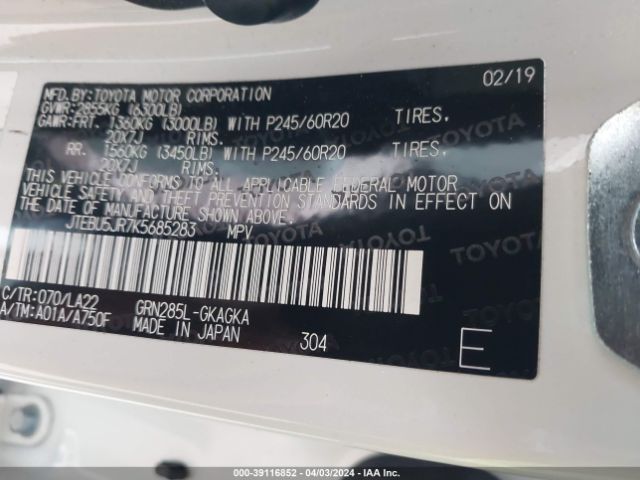 MFD.BY:TOYOTA MOTOR CORPORATION 02/19
GVWR:2855KG (6300LB)
GAWR:FRT. 1360KG (3000LB) WITH P245/60R20 TIRES,
20X7J RIMS.
RR. 1560KG (3450LB) WITH P245/60R20 TIRES,
20X7J RIMS.
THIS VEHICLE CONFORMS TO ALL APPLICABLE FEDERAL MOTOR
VEHICLE SAFETY AND THEFT PREVENTION STANDARDS IN EFFECT ON
THE DATE OF MANUFACTURE SHOWN ABOVE.
JTEBU5JR7K5685283 MPV
C/TR:070/LA22 GRN285L-GKAGKA
A/TM:A01A/A750F MADE IN JAPAN 304 E
TOYOTA
TOYOTA
000-39116852 / 04/03/2024 - IAA Inc.